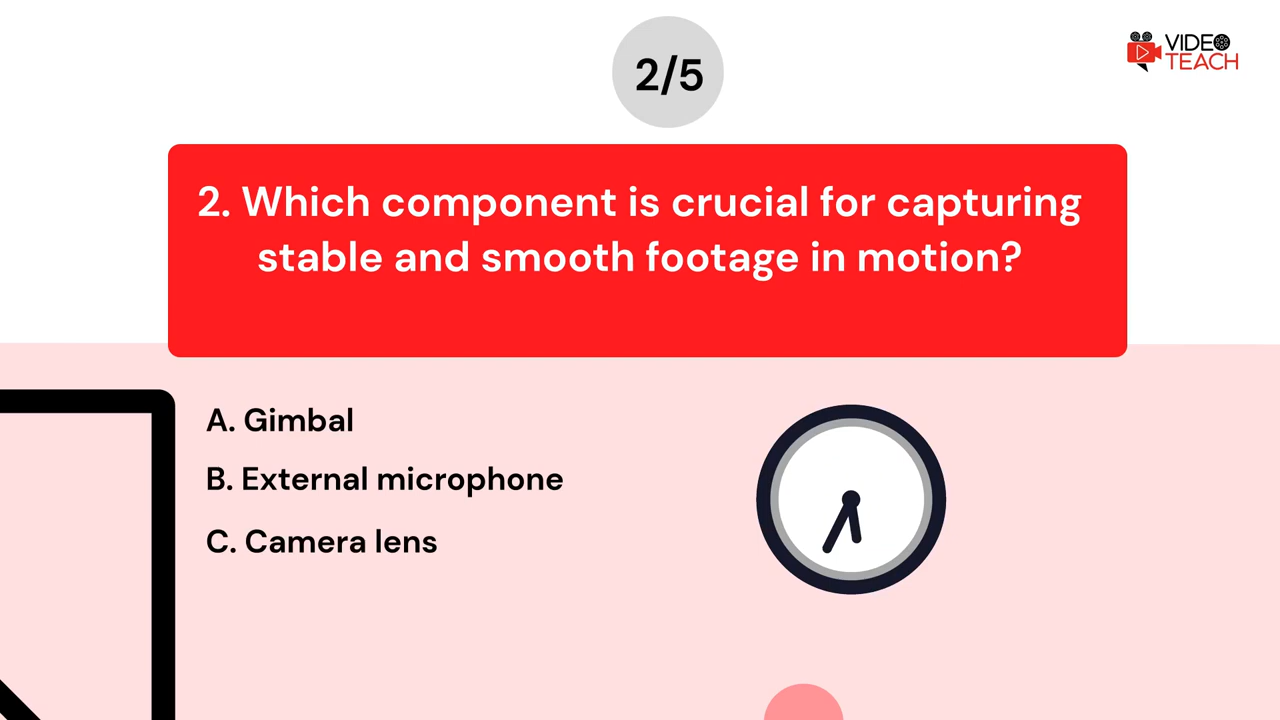 2/5
VIDEO
TEACH
2. Which component is crucial for capturing
stable and smooth footage in motion?
A. Gimbal
B. External microphone
C. Camera lens